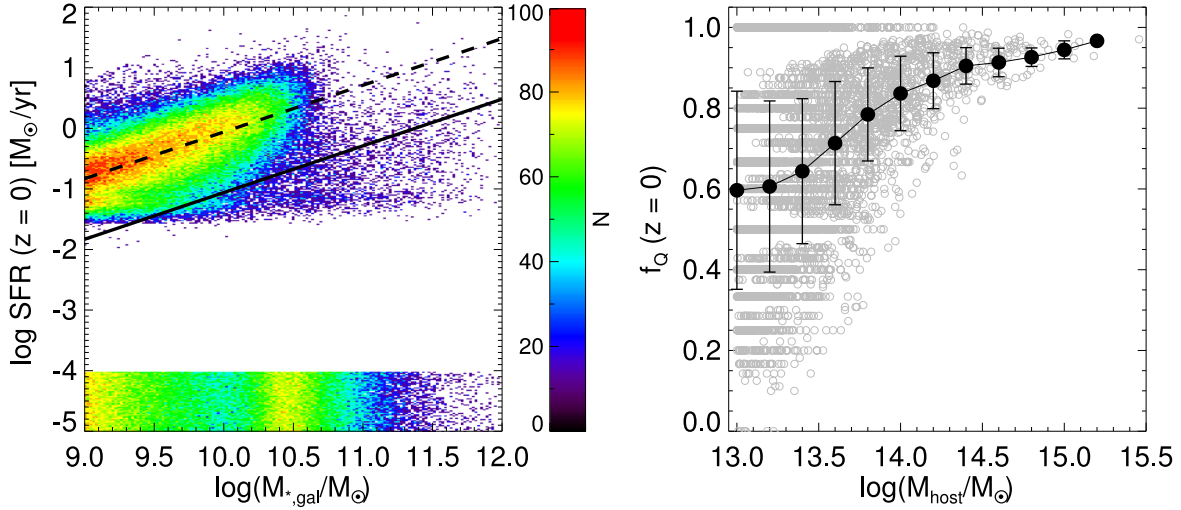 log SFR (z = 0) [M☉/yr]
2
1
0
-1
-2
-3
-4
-5
9.0 9.5 10.0 10.5 11.0 11.5 12.0
log(M*,gal/M☉)
100
80
60
40
20
0
N
f_Q (z = 0)
1.0
0.8
0.6
0.4
0.2
0.0
13.0 13.5 14.0 14.5 15.0 15.5
log(M_host/M☉)